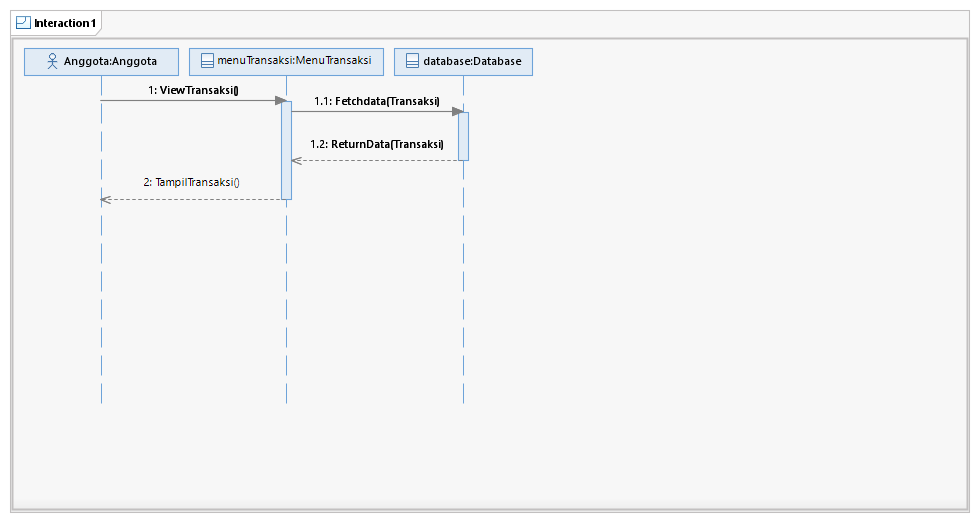 Interaction1
Anggota:Anggota
menuTransaksi:MenuTransaksi
database:Database
1: ViewTransaksi()
1.1: Fetchdata(Transaksi)
1.2: ReturnData(Transaksi)
2: TampilTransaksi()